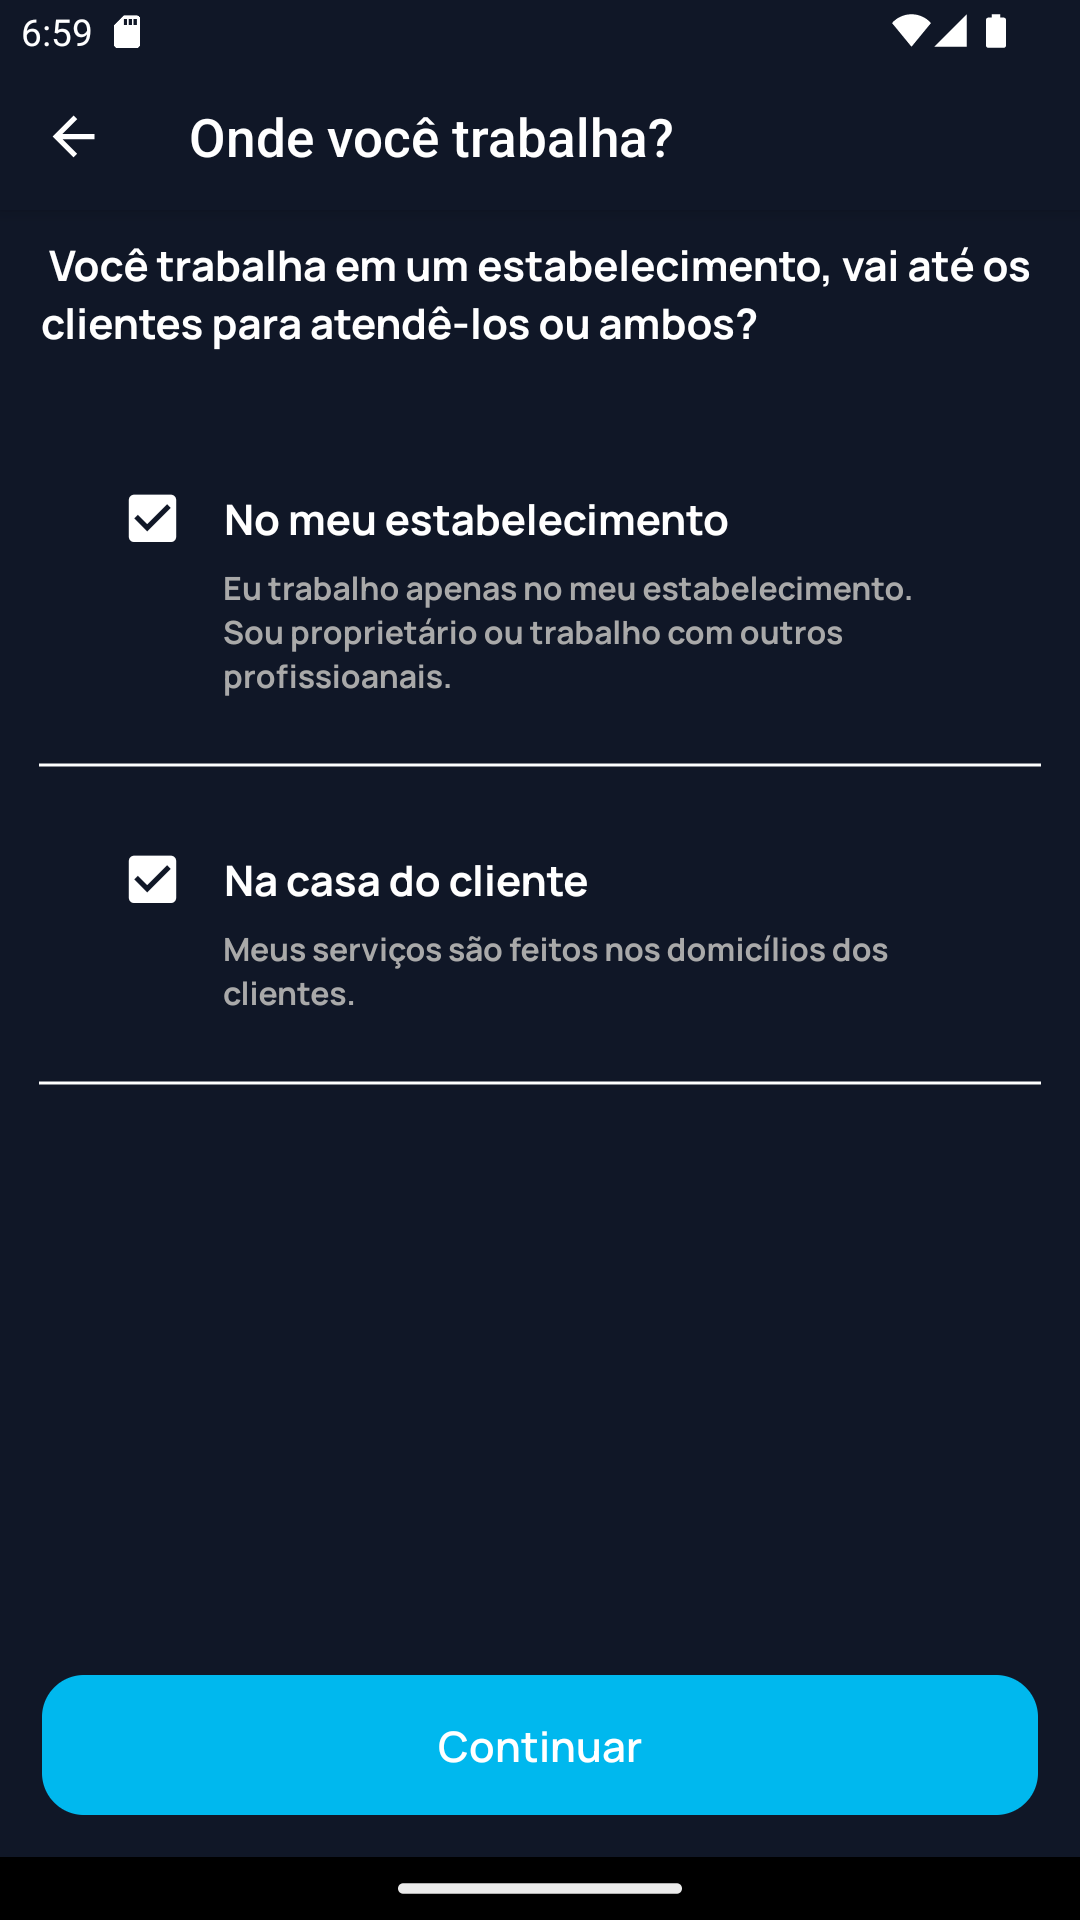 6:59
Onde você trabalha?
Você trabalha em um estabelecimento, vai até os
clientes para atendê-los ou ambos?
No meu estabelecimento
Eu trabalho apenas no meu estabelecimento.
Sou proprietário ou trabalho com outros
profissioanais.
Na casa do cliente
Meus serviços são feitos nos domicílios dos
clientes.
Continuar